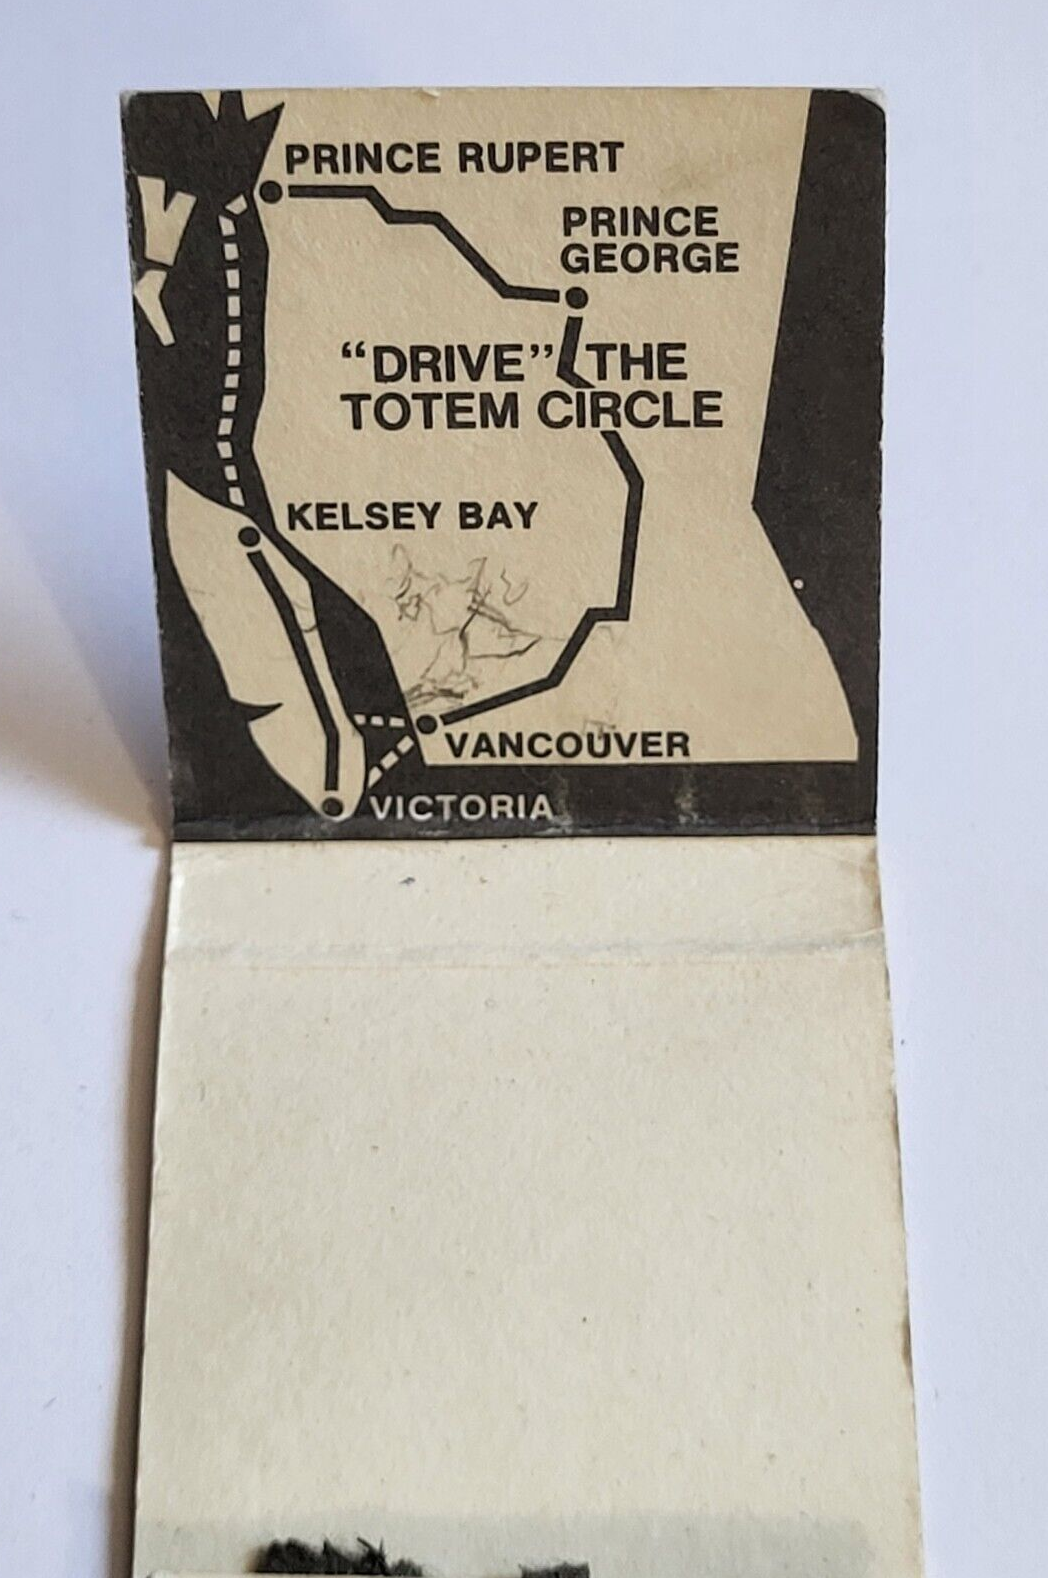 PRINCE RUPERT
PRINCE
GEORGE
“DRIVE” THE
TOTEM CIRCLE
KELSEY BAY
VANCOUVER
VICTORIA